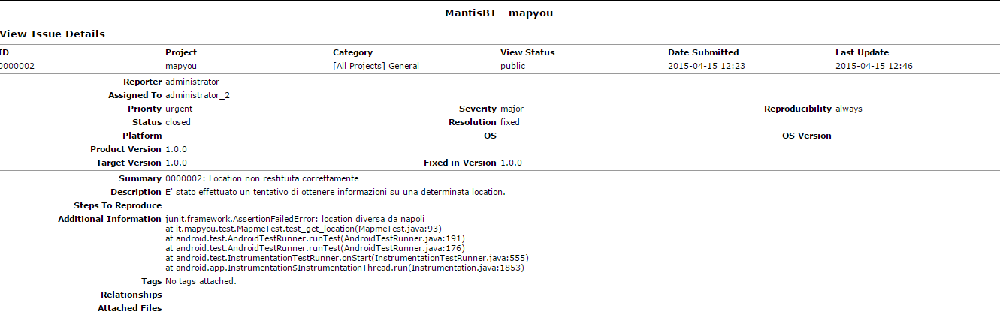 MantisBT - mapyou
View Issue Details
ID Project Category View Status Date Submitted Last Update
0000002 mapyou [All Projects] General public 2015-04-15 12:23 2015-04-15 12:46
Reporter administrator
Assigned To administrator_2
Priority urgent Severity major Reproducibility always
Status closed Resolution fixed
Platform OS OS Version
Product Version 1.0.0
Target Version 1.0.0 Fixed in Version 1.0.0
Summary 0000002: Location non restituita correttamente
Description E' stato effettuato un tentativo di ottenere informazioni su una determinata location.
Steps To Reproduce
Additional Information junit.framework.AssertionFailedError: location diversa da napoli
at it.mapyou.test.MapmeTest.test_get_location(MapmeTest.java:93)
at android.test.AndroidTestRunner.runTest(AndroidTestRunner.java:191)
at android.test.AndroidTestRunner.runTest(AndroidTestRunner.java:176)
at android.test.InstrumentationTestRunner.onStart(InstrumentationTestRunner.java:555)
at android.app.Instrumentation$InstrumentationThread.run(Instrumentation.java:1853)
Tags No tags attached.
Relationships
Attached Files